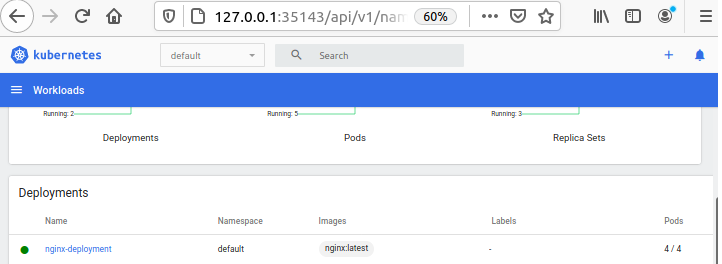 127.0.0.1:35143/api/v1/nam 60%
kubernetes default Search
Workloads
Running: 2 Running: 5 Running: 3
Deployments Pods Replica Sets
Deployments
Name Namespace Images Labels Pods
nginx-deployment default nginx:latest - 4 / 4